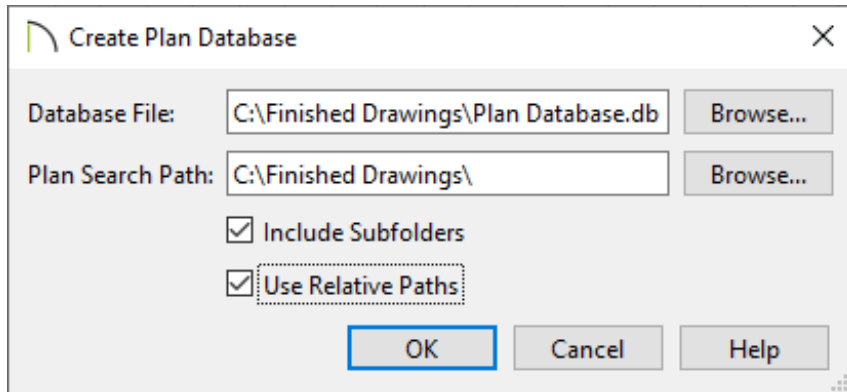 Create Plan Database
Database File: C:\Finished Drawings\Plan Database.db Browse...
Plan Search Path: C:\Finished Drawings\ Browse...
Include Subfolders
Use Relative Paths
OK Cancel Help